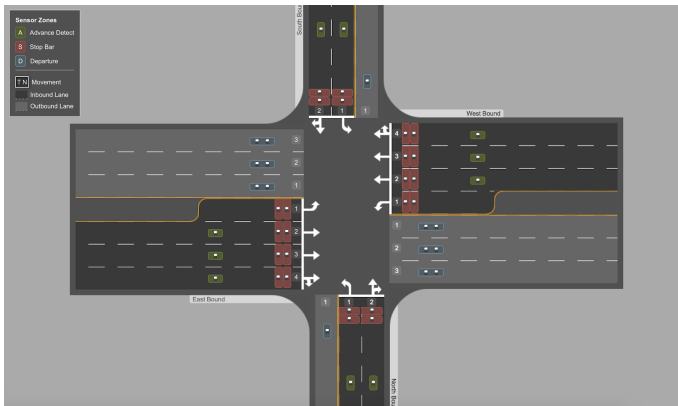 Sensor Zones
A Advance Detect
S Stop Bar
D Departure
T N Movement
Inbound Lane
Outbound Lane
South Bound
2 1 1
West Bound
4
3
2
1
1
2
3
3
2
1
1
2
3
4
East Bound
1 1 2
North Bou